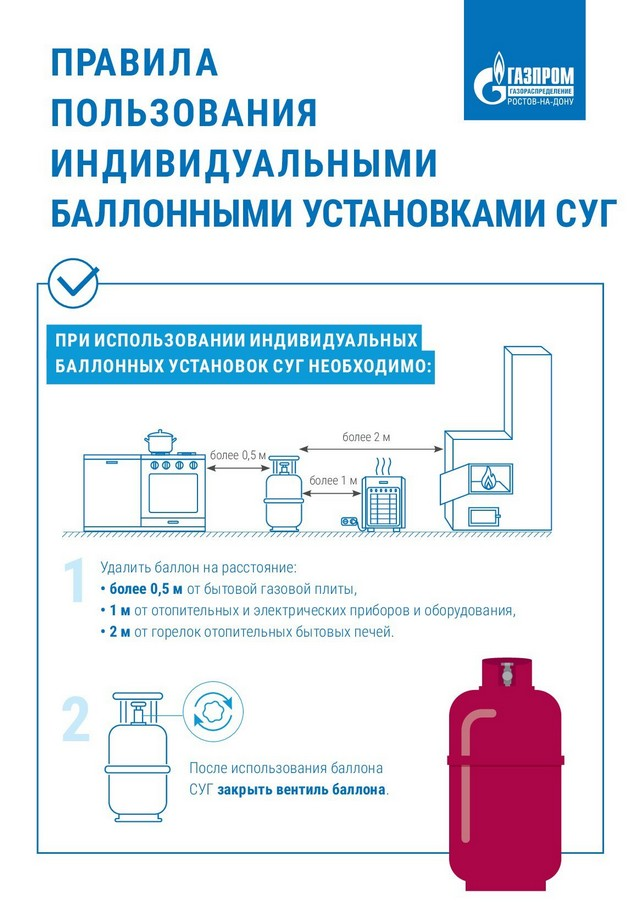 ПРАВИЛА
ПОЛЬЗОВАНИЯ
ИНДИВИДУАЛЬНЫМИ
БАЛЛОННЫМИ УСТАНОВКАМИ СУГ
ГАЗПРОМ
ГАЗОРАСПРЕДЕЛЕНИЕ
РОСТОВ-НА-ДОНУ
ПРИ ИСПОЛЬЗОВАНИИ ИНДИВИДУАЛЬНЫХ
БАЛЛОННЫХ УСТАНОВОК СУГ НЕОБХОДИМО:
более 2 м
более 0,5 м
более 1 м
1
Удалить баллон на расстояние:
• более 0,5 м от бытовой газовой плиты,
• 1 м от отопительных и электрических приборов и оборудования,
• 2 м от горелок отопительных бытовых печей.
2
После использования баллона
СУГ закрыть вентиль баллона.